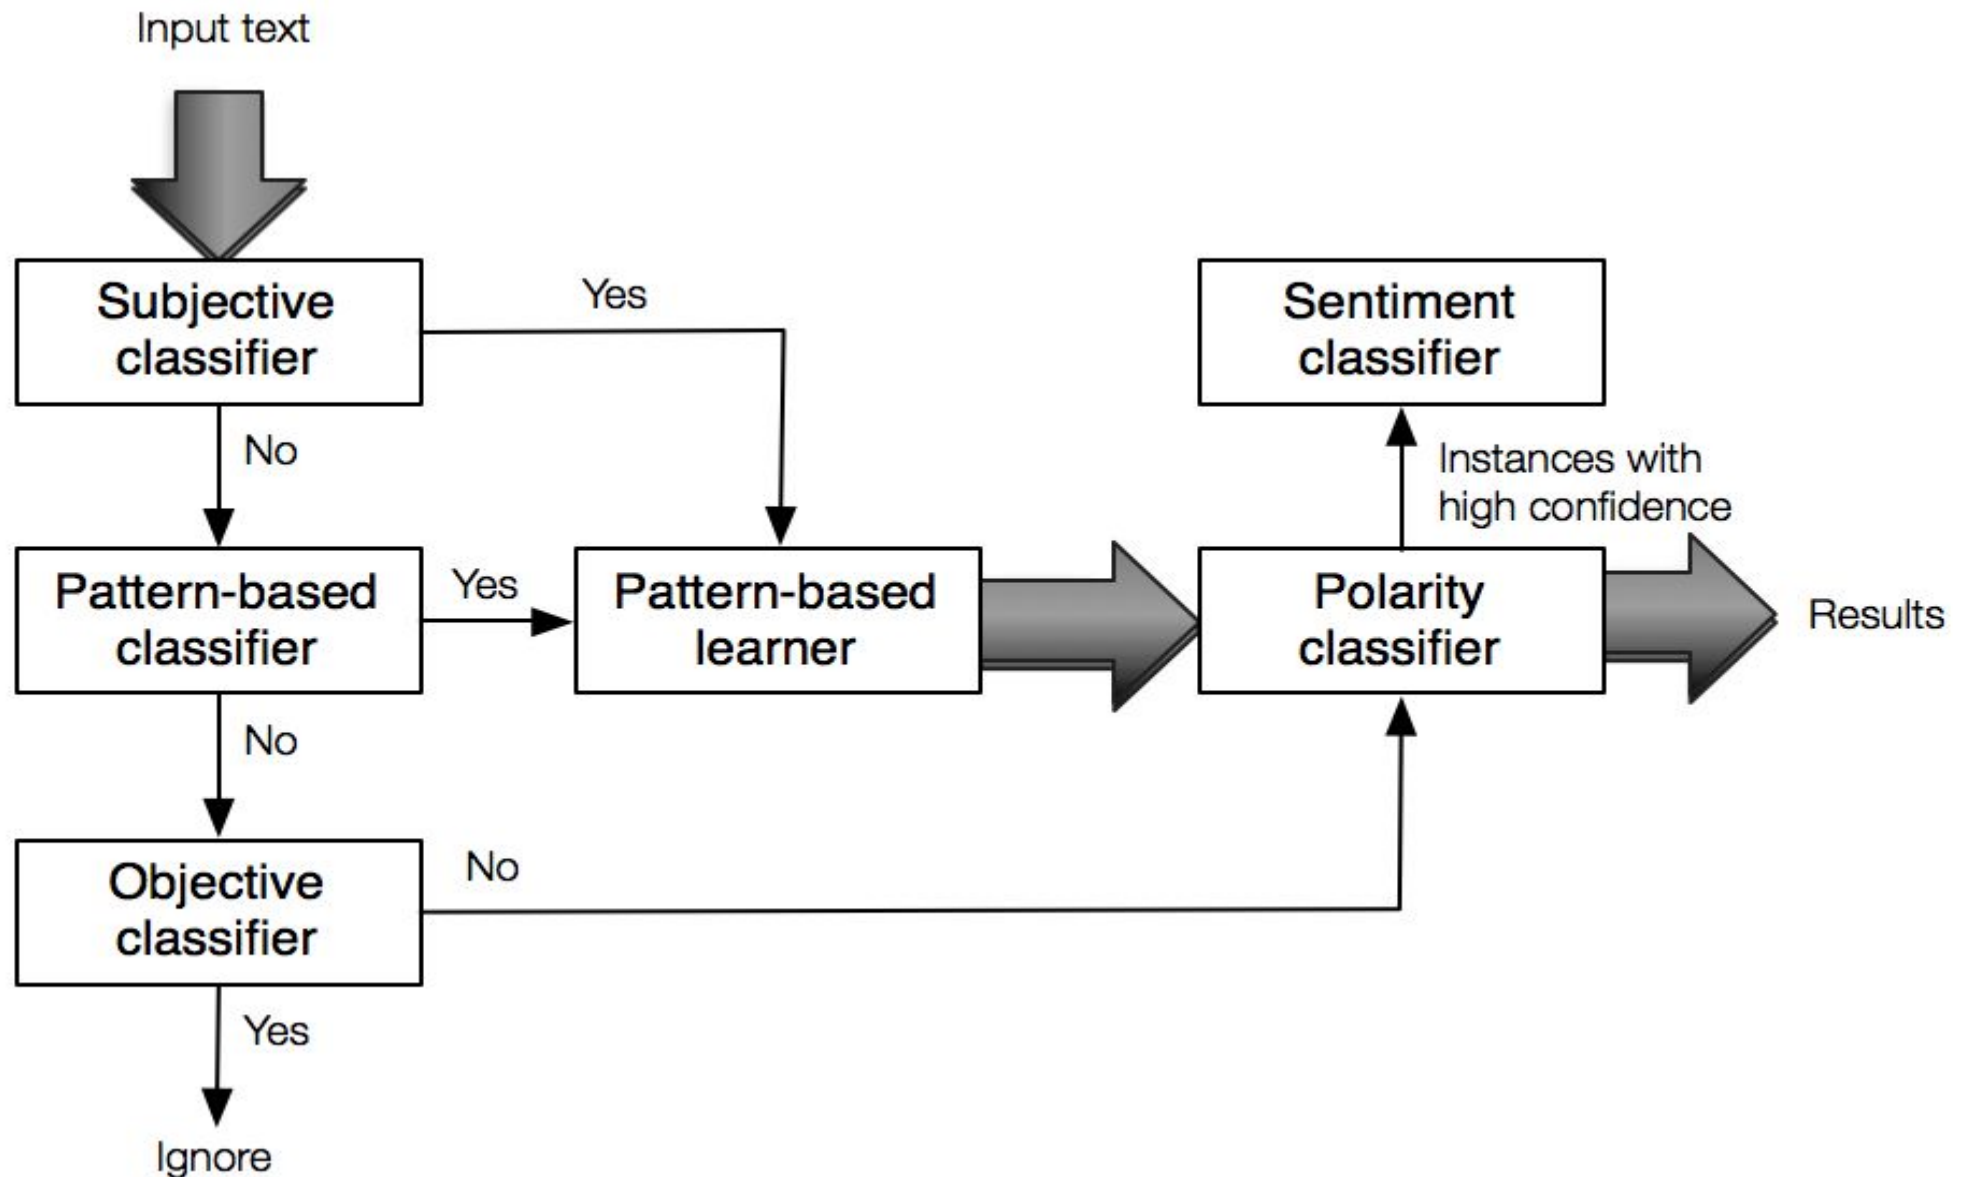 Input text
Subjective
classifier
Yes
Sentiment
classifier
No
Instances with
high confidence
Pattern-based
classifier
Yes
Pattern-based
learner
Polarity
classifier
Results
No
Objective
classifier
No
Yes
Ignore